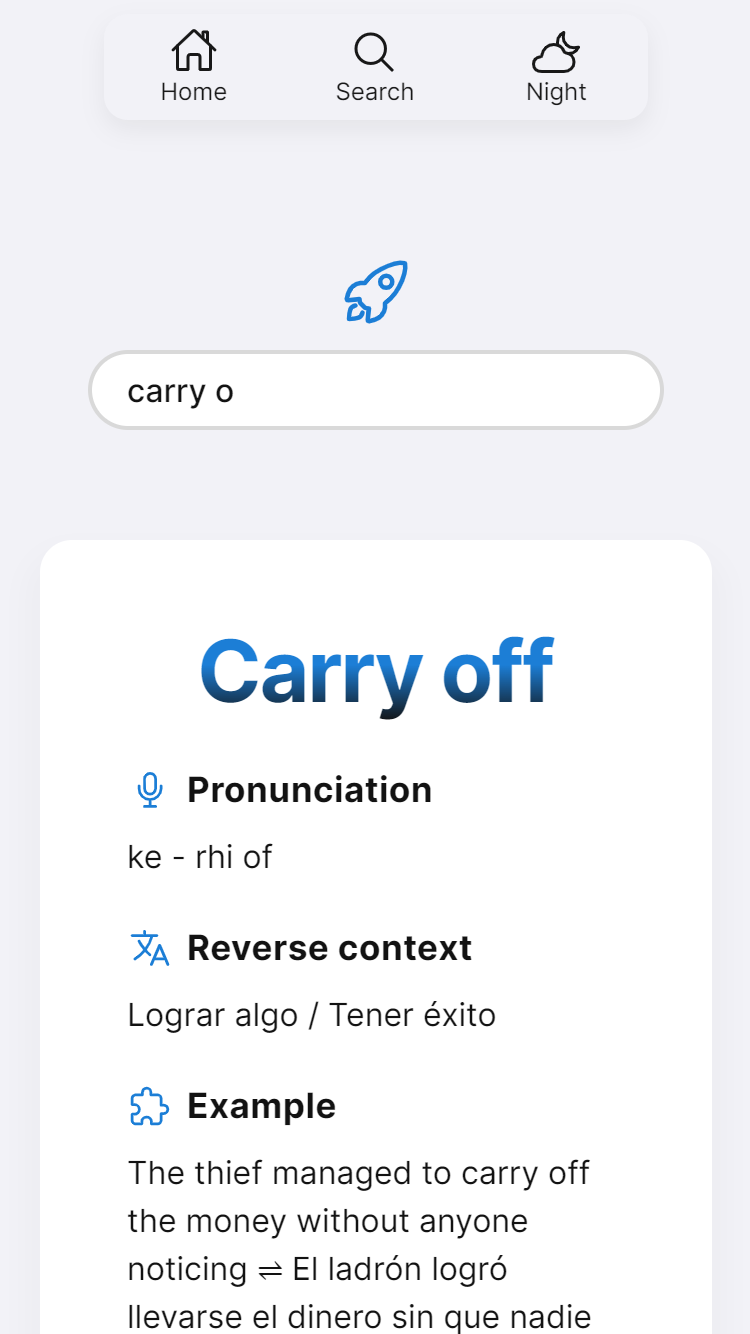 Home
Search
Night
carry o
Carry off
Pronunciation
ke - rhi of
Reverse context
Lograr algo / Tener éxito
Example
The thief managed to carry off
the money without anyone
noticing ⇌ El ladrón logró
llevarse el dinero sin que nadie